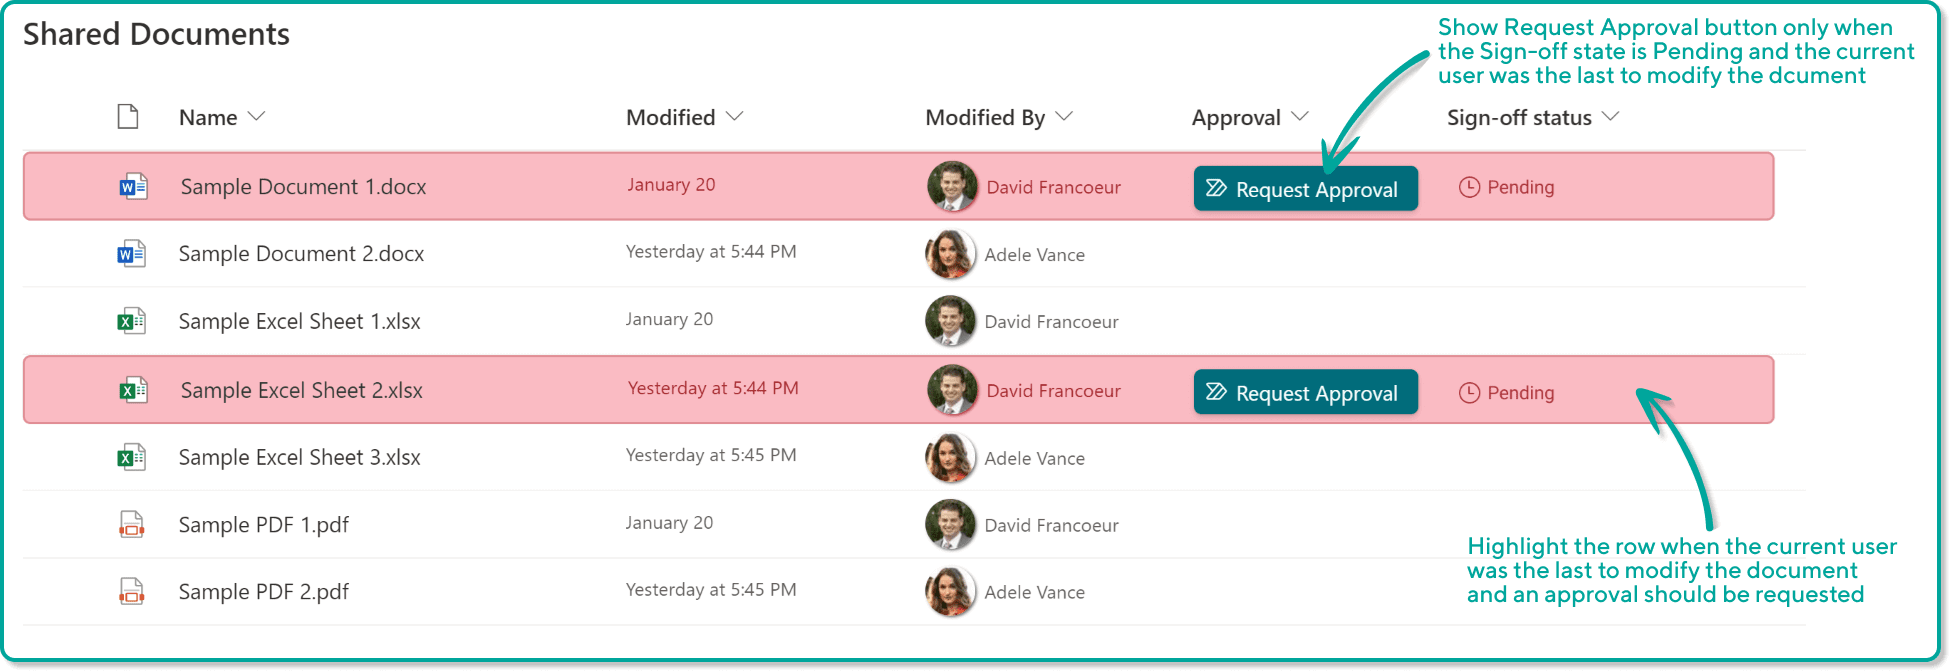 Shared Documents
Show Request Approval button only when
the Sign-off state is Pending and the current
user was the last to modify the dcument
Name Modified Modified By Approval Sign-off status
Sample Document 1.docx January 20 David Francoeur Request Approval Pending
Sample Document 2.docx Yesterday at 5:44 PM Adele Vance
Sample Excel Sheet 1.xlsx January 20 David Francoeur
Sample Excel Sheet 2.xlsx Yesterday at 5:44 PM David Francoeur Request Approval Pending
Sample Excel Sheet 3.xlsx Yesterday at 5:45 PM Adele Vance
Sample PDF 1.pdf January 20 David Francoeur
Sample PDF 2.pdf Yesterday at 5:45 PM Adele Vance
Highlight the row when the current user
was the last to modify the document
and an approval should be requested